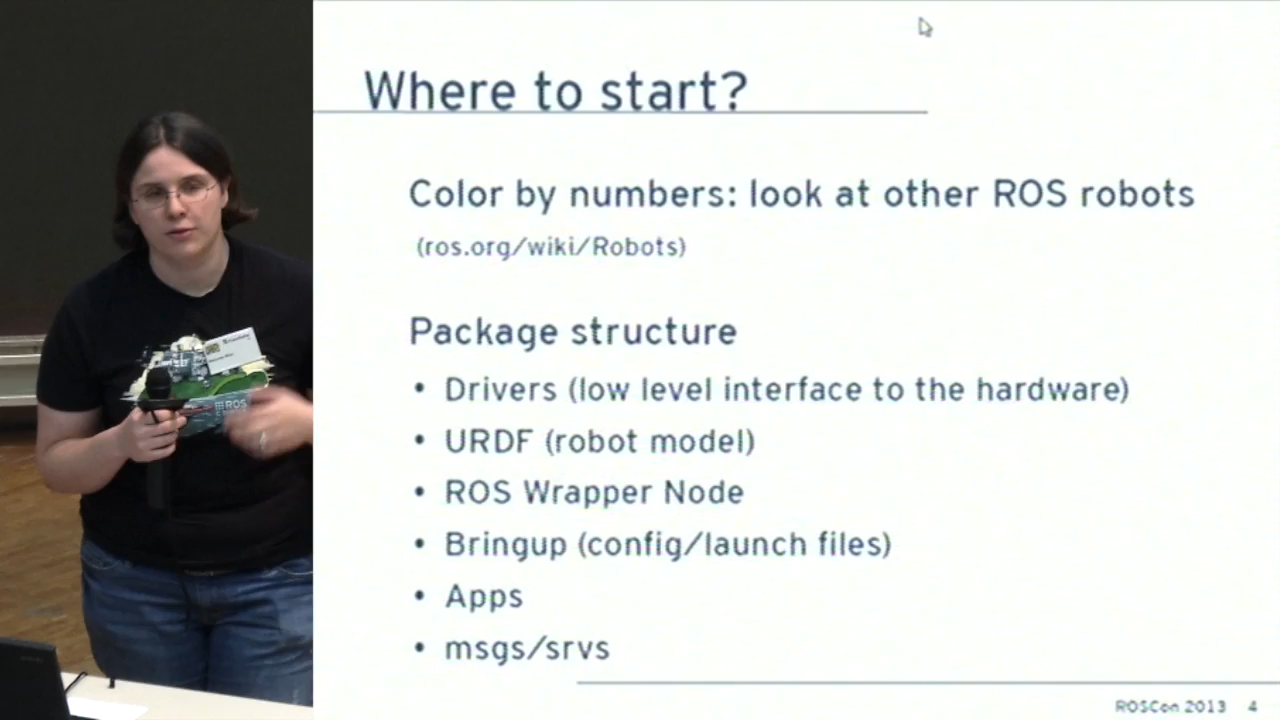 Where to start?
Color by numbers: look at other ROS robots
(ros.org/wiki/Robots)
Package structure
• Drivers (low level interface to the hardware)
• URDF (robot model)
• ROS Wrapper Node
• Bringup (config/launch files)
• Apps
• msgs/srvs
ROSCon 2013 4
ROS